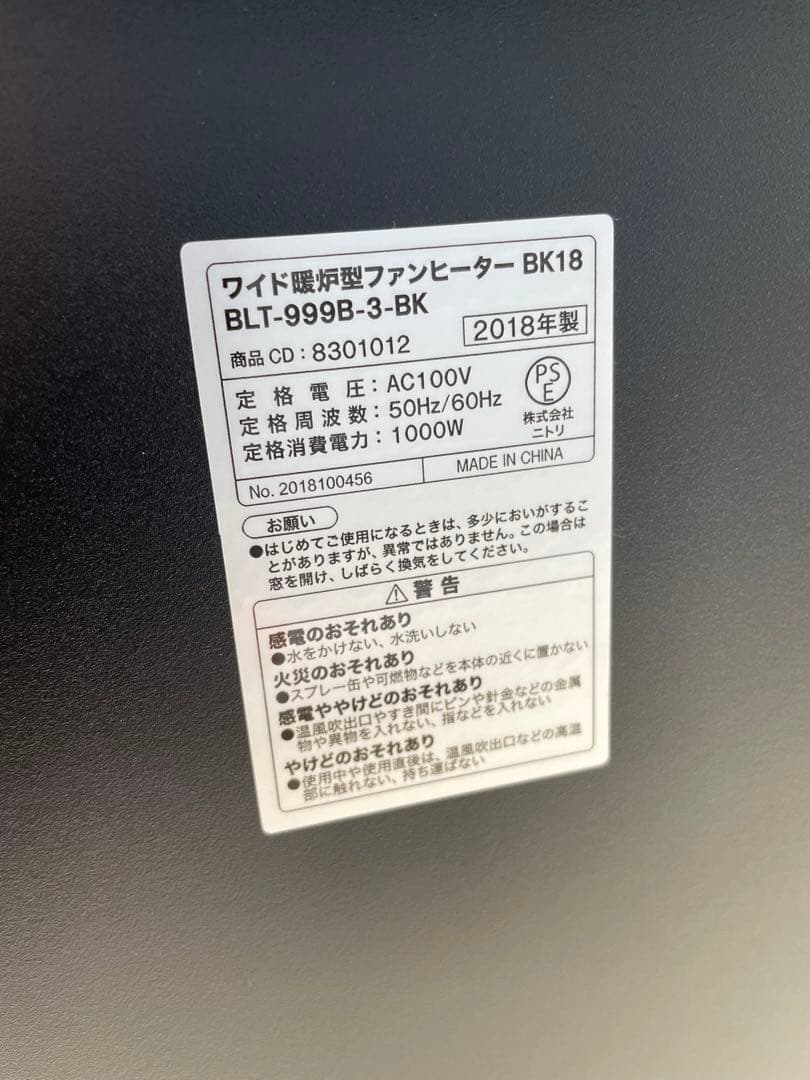 ワイド暖炉型ファンヒーター BK18
BLT-999B-3-BK
2018年製
商品CD:8301012
定格電圧:AC100V
定格周波数:50Hz/60Hz
定格消費電力:1000W
PS
E
株式会社
ニトリ
No. 2018100456
MADE IN CHINA
お願い
●はじめてご使用になるときは、多少においがするこ
とがありますが、異常ではありません。この場合は
窓を開け、しばらく換気をしてください。
⚠警告
感電のおそれあり
●水をかけない、水洗いしない
火災のおそれあり
●スプレー缶や可燃物などを本体の近くに置かない
感電ややけどのおそれあり
●温風吹出口やすき間にピンや針金などの金属
物や異物を入れない、指などを入れない
やけどのおそれあり
●使用中や使用直後は、温風吹出口などの高温
部に触れない、持ち運ばない